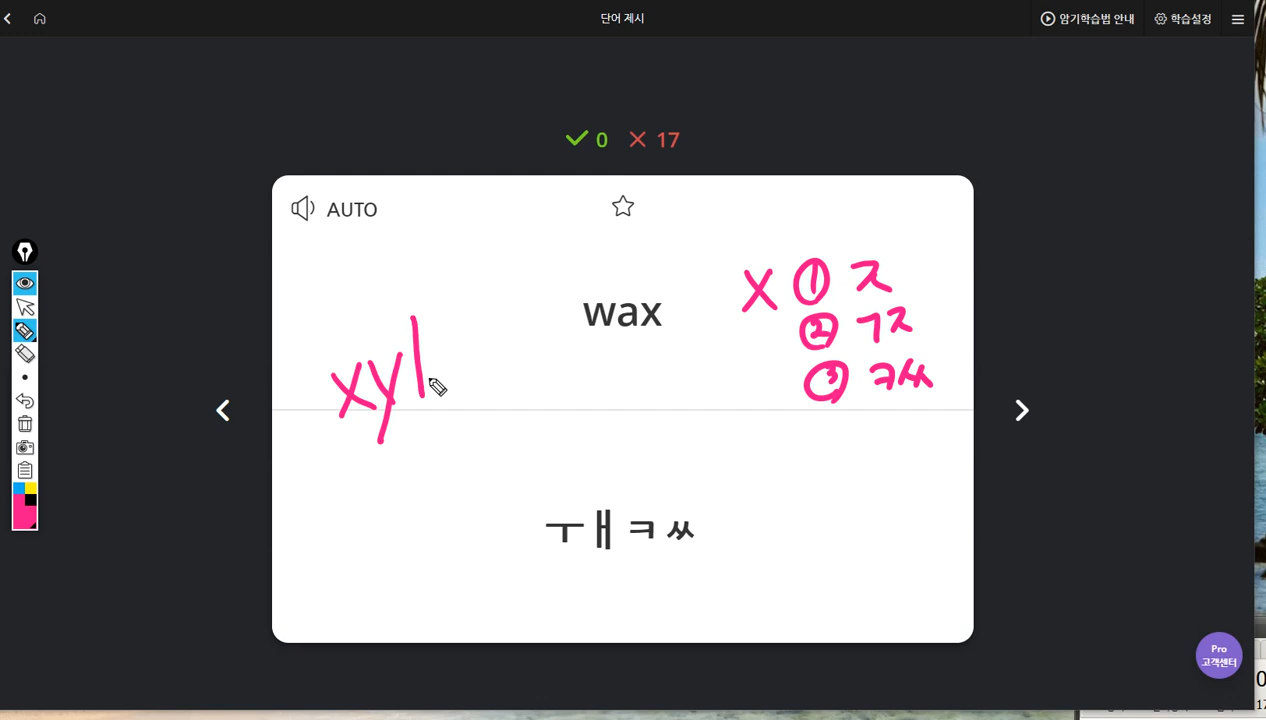 단어 제시
암기학습법 안내
학습설정
0 17
AUTO
wax
X ① ㅈ
② ㄱㅈ
③ ㅋㅆ
xyl
ㅜㅐㅋㅆ
Pro
고객센터